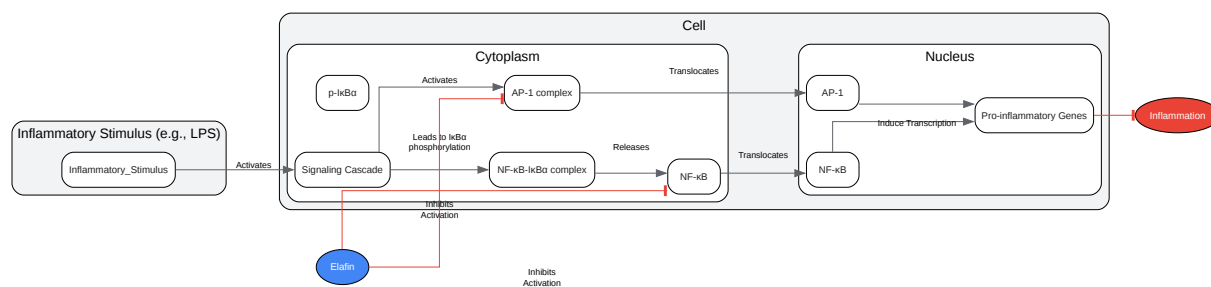 Cell
Cytoplasm
Nucleus
Translocates
Activates
p-IκBα
AP-1 complex
AP-1
Pro-inflammatory Genes
Inflammation
Induce Transcription
Inflammatory Stimulus (e.g., LPS)
Leads to IκBα
phosphorylation
Releases
Translocates
Activates
Inflammatory_Stimulus
Signaling Cascade
NF-κB-IκBα complex
NF-κB
NF-κB
Inhibits
Activation
Elafin
Inhibits
Activation